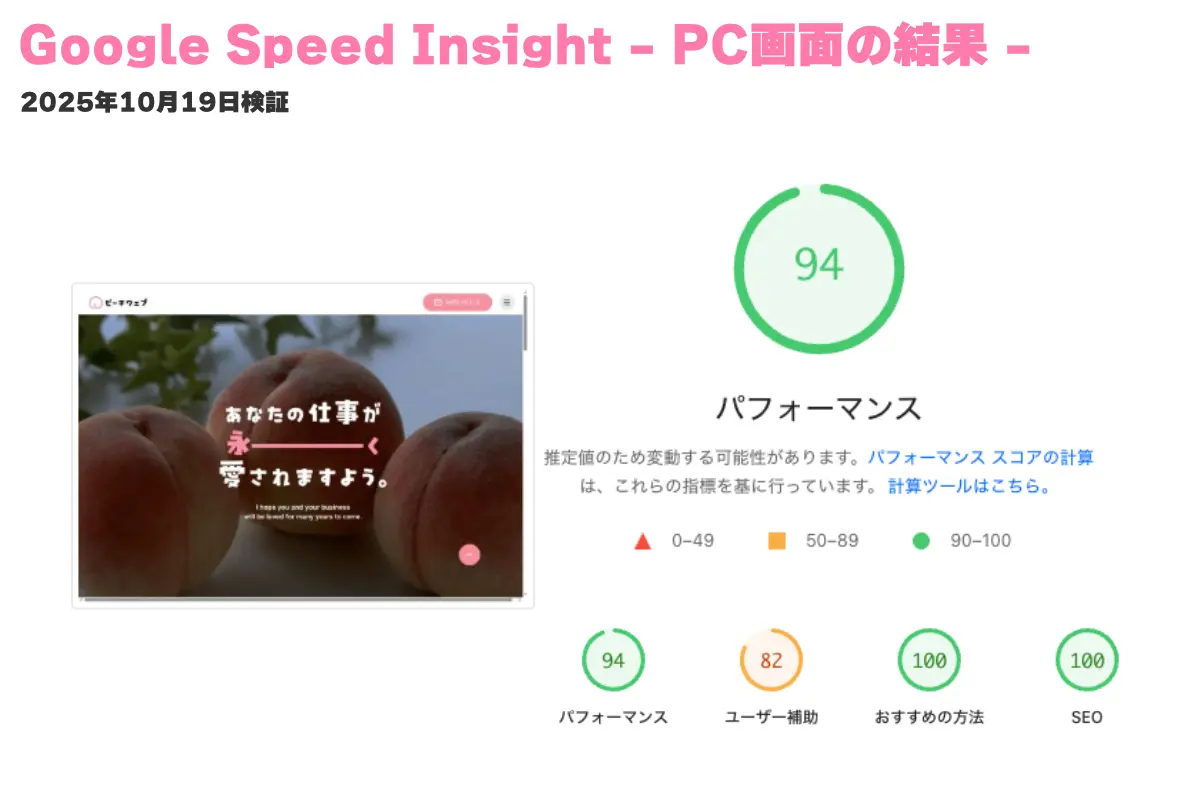 Google Speed Insight - PC画面の結果 -
2025年10月19日検証
94
ピーチウェブ
あなたの仕事が
永く
愛されますよう。
I hope you and your business
will be loved for many years to come.
パフォーマンス
推定値のため変動する可能性があります。パフォーマンス スコアの計算
は、これらの指標を基に行っています。計算ツールはこちら。
0–49 50–89 90–100
94 82 100 100
パフォーマンス ユーザー補助 おすすめの方法 SEO